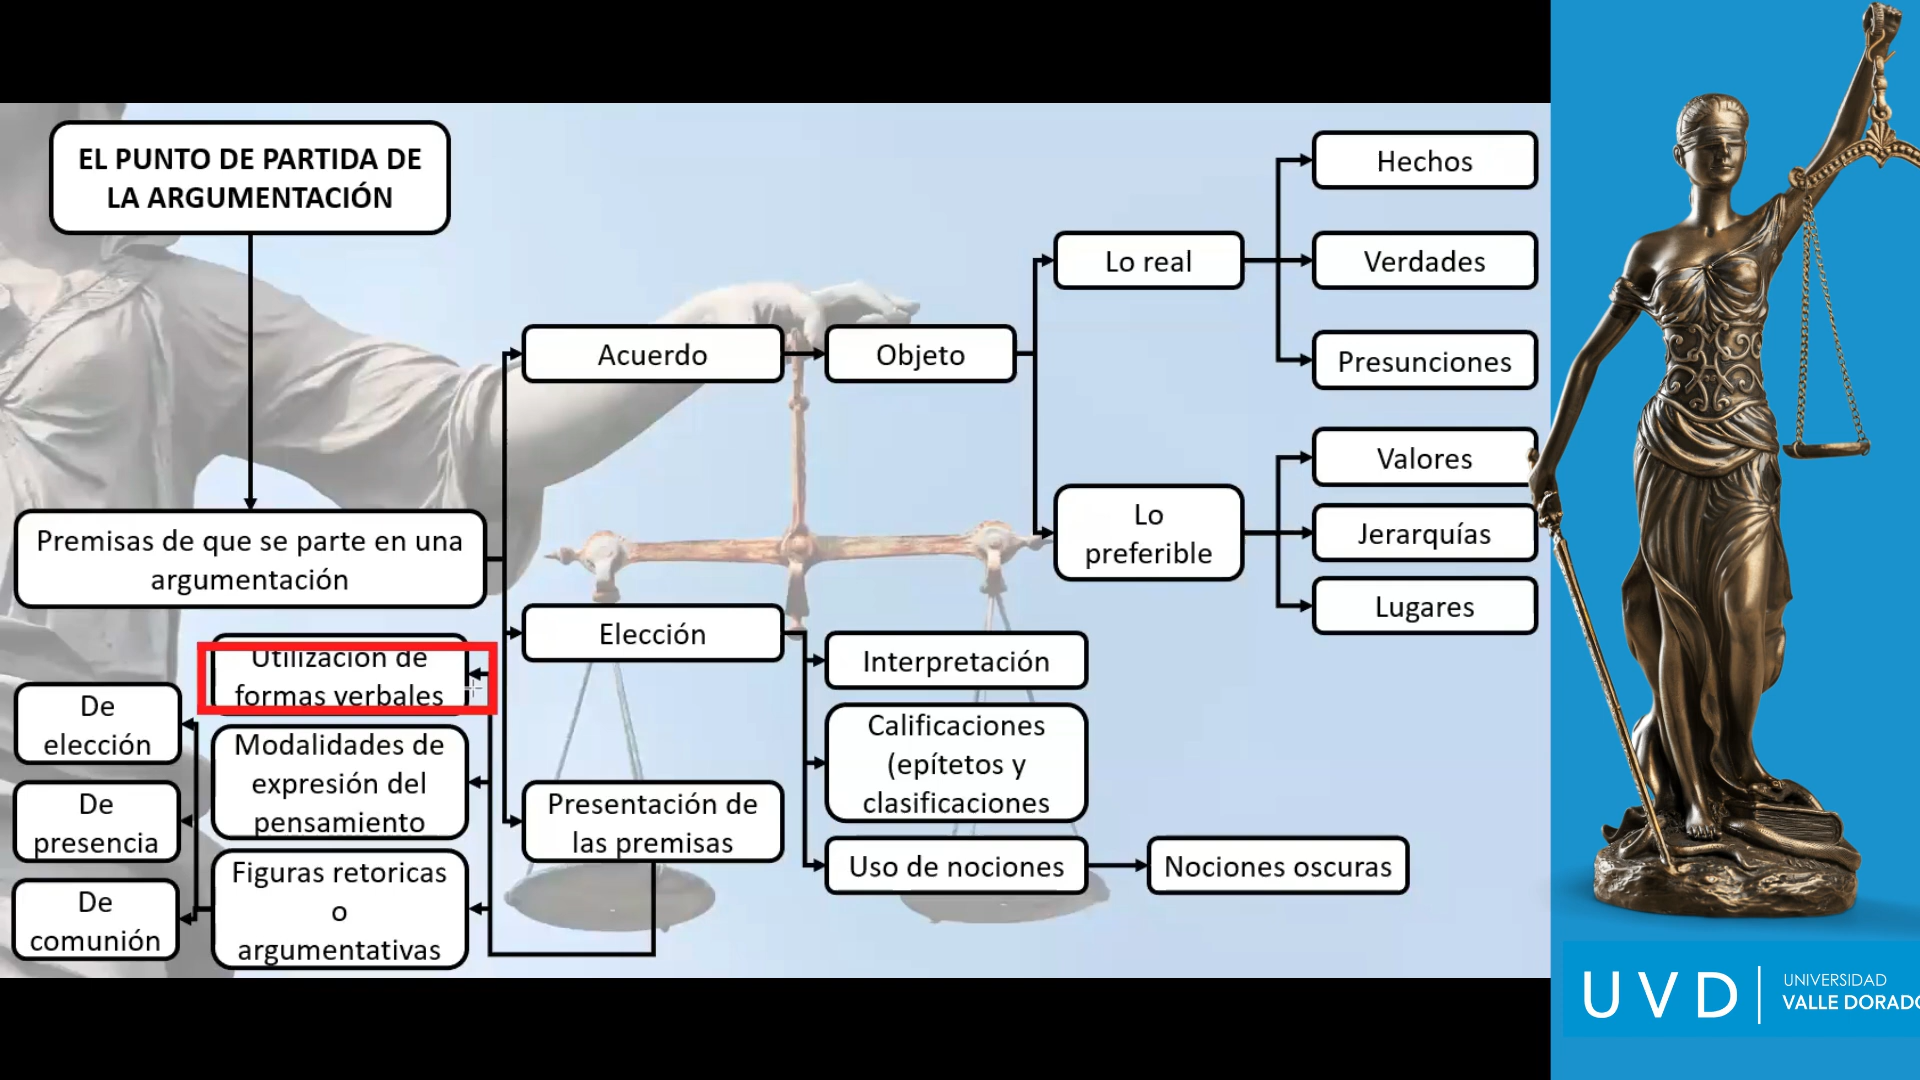 EL PUNTO DE PARTIDA DE
LA ARGUMENTACIÓN
Premisas de que se parte en una
argumentación
Acuerdo
Objeto
Lo real
Hechos
Verdades
Presunciones
Lo
preferible
Valores
Jerarquías
Lugares
Elección
Interpretación
Calificaciones
(epítetos y
clasificaciones
Uso de nociones
Nociones oscuras
Presentación de
las premisas
Utilización de
formas verbales
Modalidades de
expresión del
pensamiento
Figuras retoricas
o
argumentativas
De
elección
De
presencia
De
comunión
UVD
UNIVERSIDAD
VALLE DORADO